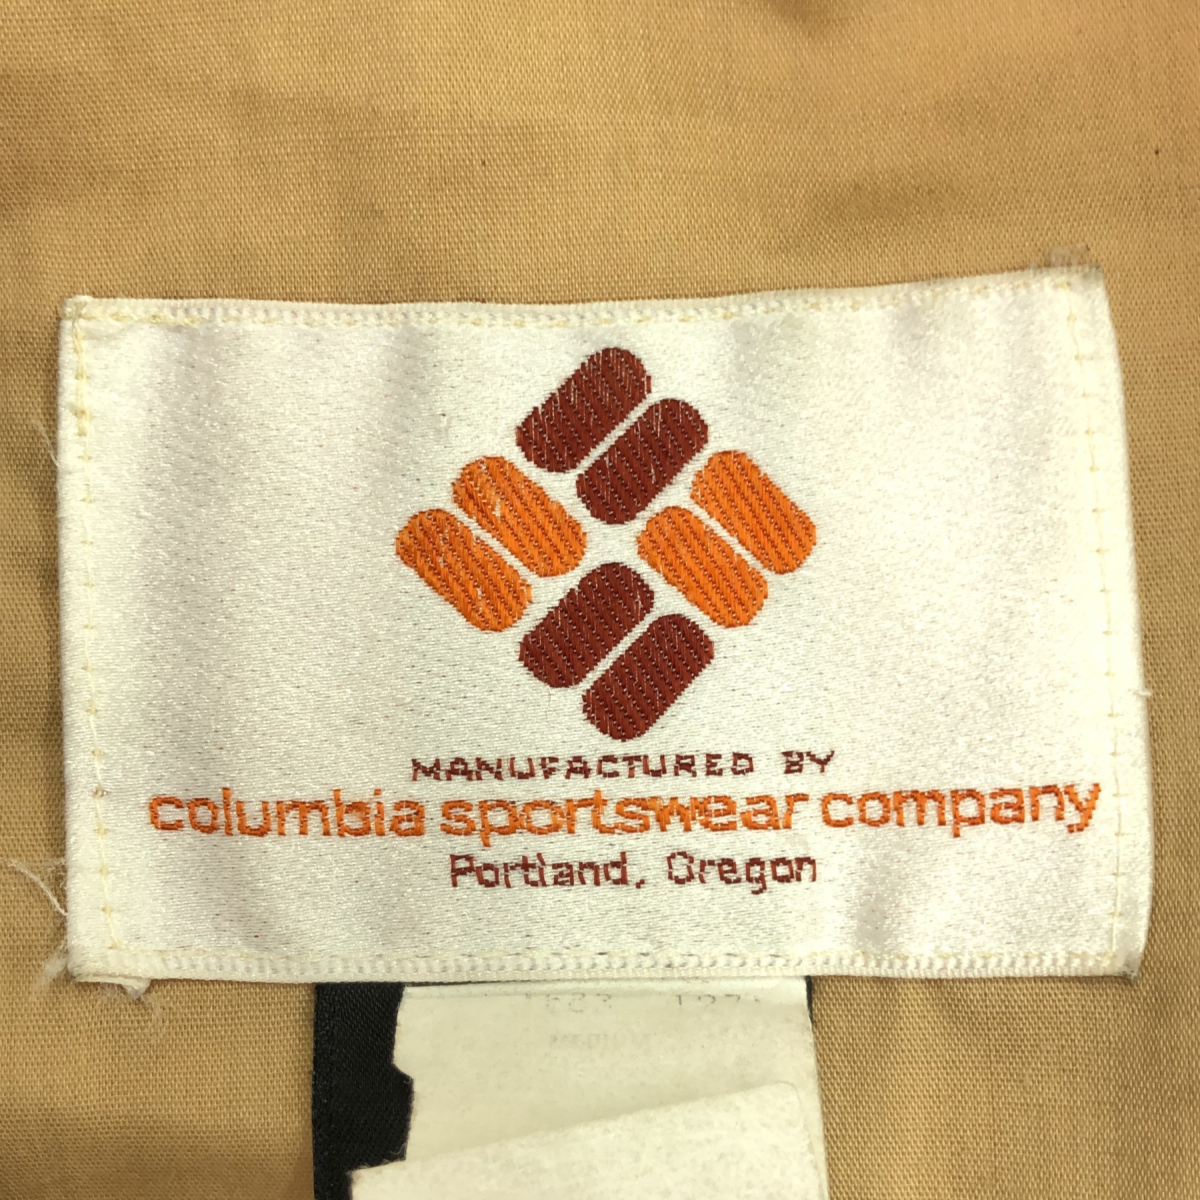 MANUFACTURED BY
columbia sportswear company
Portland, Oregon